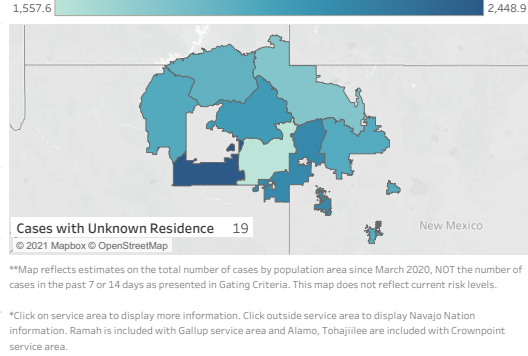 1,557.6 2,448.9
New Mexico
Cases with Unknown Residence 19
© 2021 Mapbox © OpenStreetMap
**Map reflects estimates on the total number of cases by population area since March 2020, NOT the number of
cases in the past 7 or 14 days as presented in Gating Criteria. This map does not reflect current risk levels.
*Click on service area to display more information. Click outside service area to display Navajo Nation
information. Ramah is included with Gallup service area and Alamo, Tohajiilee are included with Crownpoint
service area.